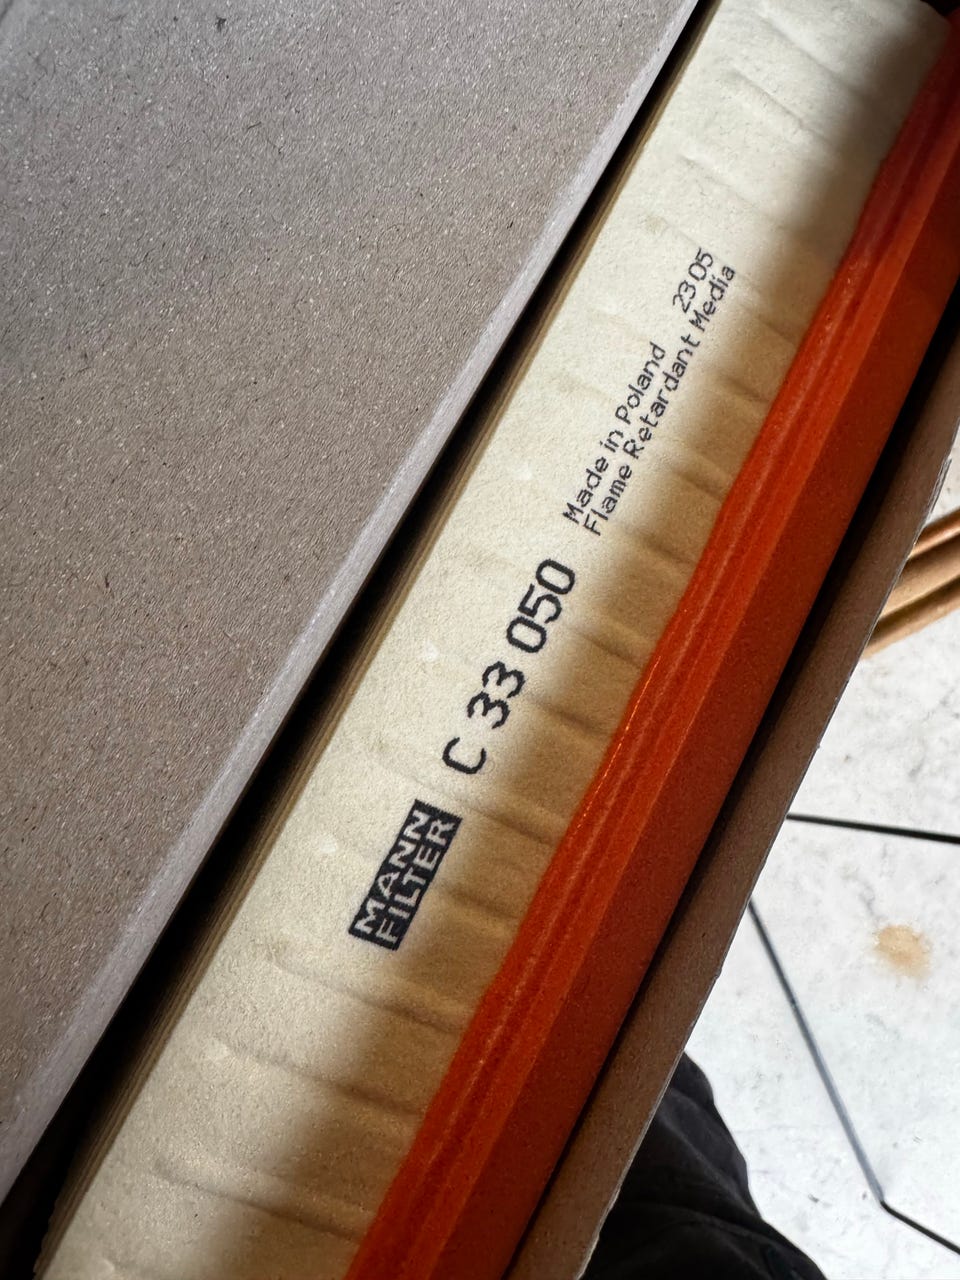 MANN
FILTER
C 33 050
Made in Poland 23 05
Flame Retardant Media